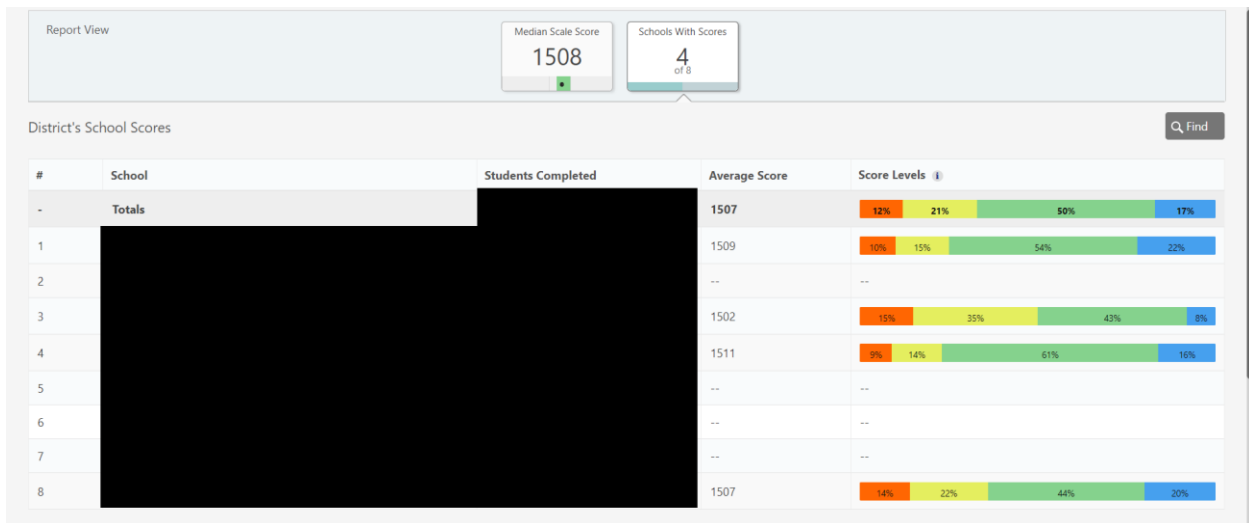 Report View
Median Scale Score
1508
Schools With Scores
4
of 8
District's School Scores
Find
# School Students Completed Average Score Score Levels i
- Totals 1507 12% 21% 50% 17%
1 1509 10% 15% 54% 22%
2 -- --
3 1502 15% 35% 43% 8%
4 1511 9% 14% 61% 16%
5 -- --
6 -- --
7 -- --
8 1507 14% 22% 44% 20%